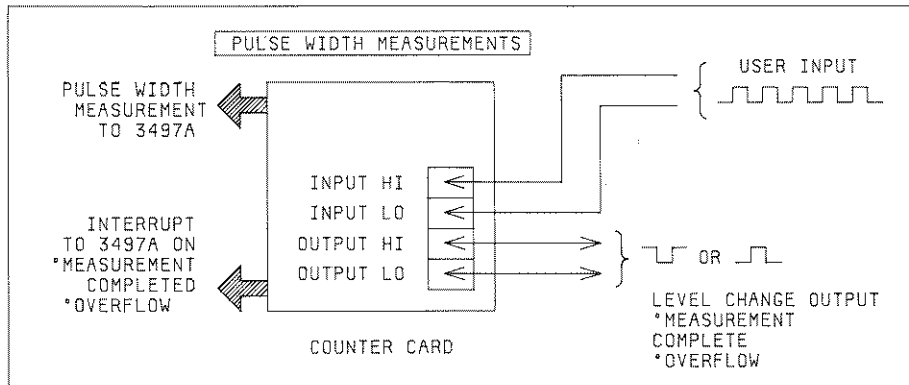 PULSE WIDTH MEASUREMENTS
PULSE WIDTH
MEASUREMENT
TO 3497A
USER INPUT
INPUT HI
INPUT LO
OUTPUT HI
OUTPUT LO
INTERRUPT
TO 3497A ON
°MEASUREMENT
COMPLETED
°OVERFLOW
OR
LEVEL CHANGE OUTPUT
°MEASUREMENT
COMPLETE
°OVERFLOW
COUNTER CARD